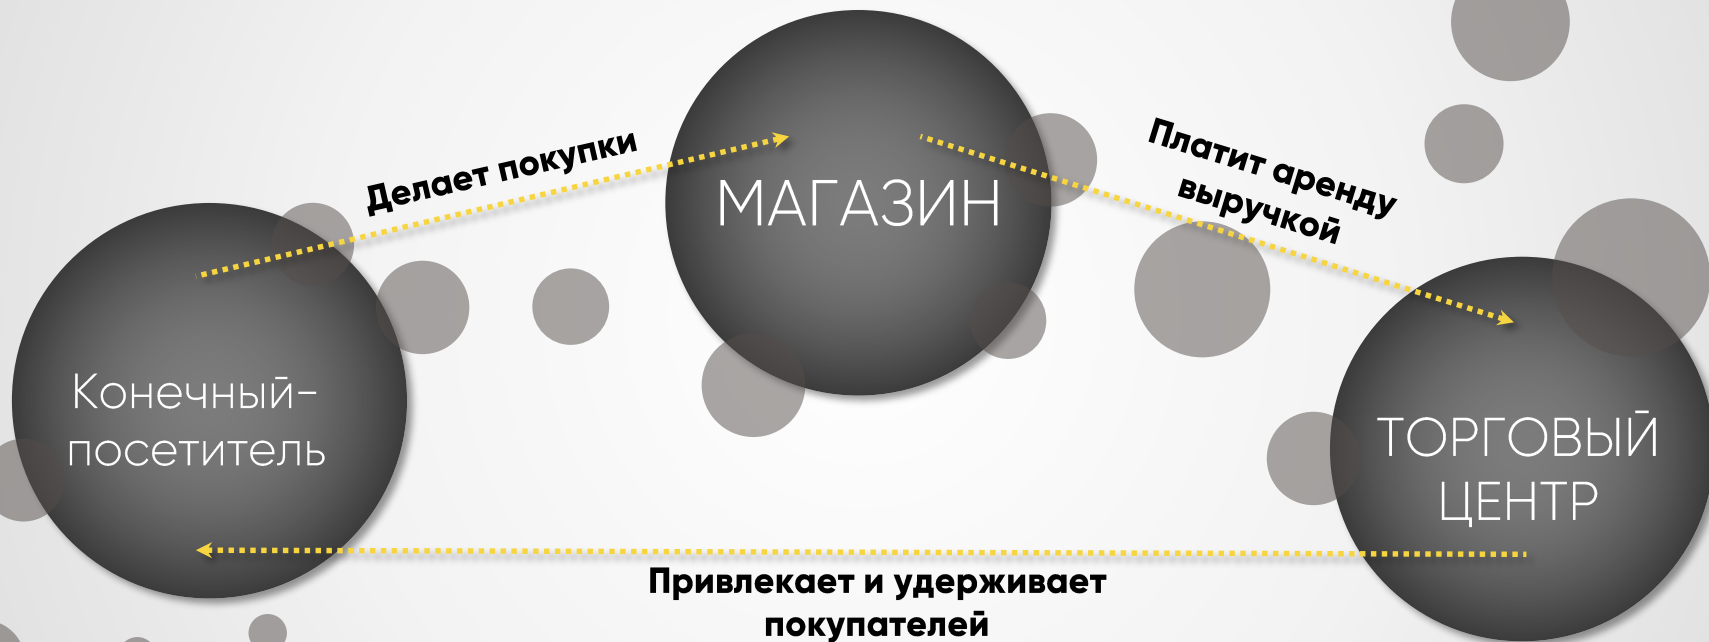 Делает покупки
МАГАЗИН
Платит аренду
выручкой
Конечный-
посетитель
ТОРГОВЫЙ
ЦЕНТР
Привлекает и удерживает
покупателей